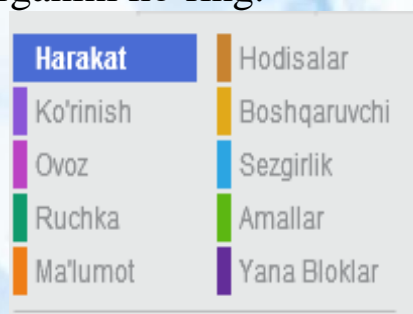 Harakat Hodisalar
Ko'rinish Boshqaruvchi
Ovoz Sezgirlik
Ruchka Amallar
Ma'lumot Yana Bloklar